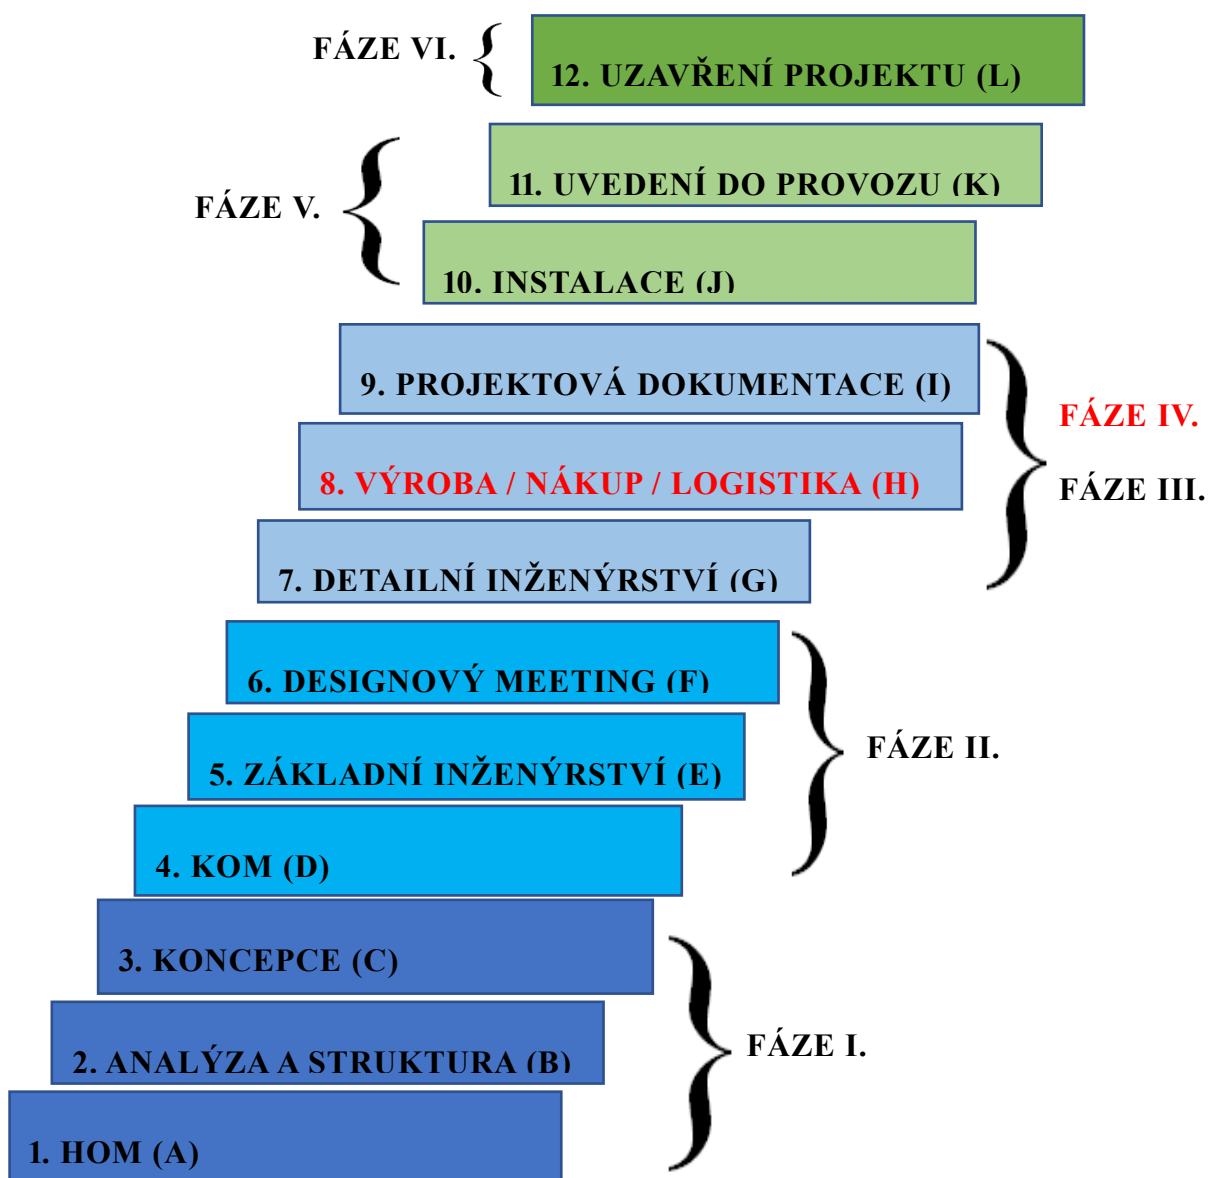 FÁZE VI.
12. UZAVŘENÍ PROJEKTU (L)
11. UVEDENÍ DO PROVOZU (K)
FÁZE V.
10. INSTALACE (J)
9. PROJEKTOVÁ DOKUMENTACE (I)
FÁZE IV.
8. VÝROBA / NÁKUP / LOGISTIKA (H)
FÁZE III.
7. DETAILNÍ INŽENÝRSTVÍ (G)
6. DESIGNOVÝ MEETING (F)
FÁZE II.
5. ZÁKLADNÍ INŽENÝRSTVÍ (E)
4. KOM (D)
3. KONCEPCE (C)
FÁZE I.
2. ANALÝZA A STRUKTURA (B)
1. HOM (A)